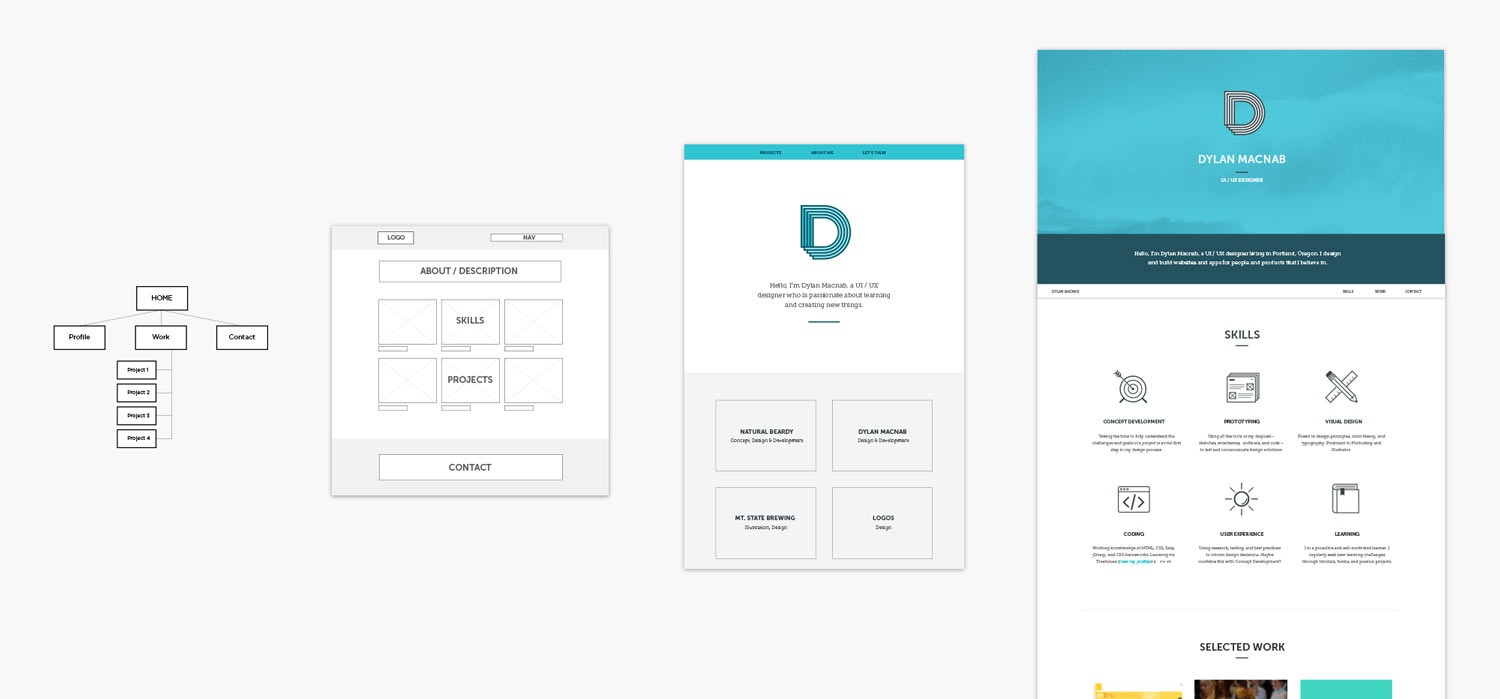 HOME
Profile
Work
Contact
Project 1
Project 2
Project 3
Project 4
LOGO
NAV
ABOUT / DESCRIPTION
SKILLS
PROJECTS
CONTACT
PROJECTS
ABOUT ME
LET'S TALK
D
Hello, I'm Dylan Macnab, a UI / UX
designer who is passionate about learning
and creating new things.
NATURAL BEARDY
Concept, Design & Development
DYLAN MACNAB
Design & Development
MT. STATE BREWING
Illustration, Design
LOGOS
Design
D
DYLAN MACNAB
UI / UX DESIGNER
Hello, I'm Dylan Macnab, a UI / UX designer living in Portland, Oregon. I design
and build websites and apps for people and products that I believe in.
DYLAN MACNAB
SKILLS
WORK
CONTACT
SKILLS
CONCEPT DEVELOPMENT
Taking the time to fully understand the
challenges and goals of a project is a vital first
step in my design process.
PROTOTYPING
Using all the tools at my disposal –
sketches, wireframes, software, and code –
to test and communicate design solutions.
VISUAL DESIGN
Fluent in design principles, color theory, and
typography. Proficient in Photoshop and
Illustrator.
CODING
Working knowledge of HTML, CSS, Sass,
jQuery, and CSS frameworks. Learning via
Treehouse
USER EXPERIENCE
Using research, testing, and best practices
to inform design decisions. Maybe
combine this with Concept Development?
LEARNING
I'm a proactive and self-motivated learner. I
regularly seek new learning challenges
through tutorials, books, and passion projects.
SELECTED WORK